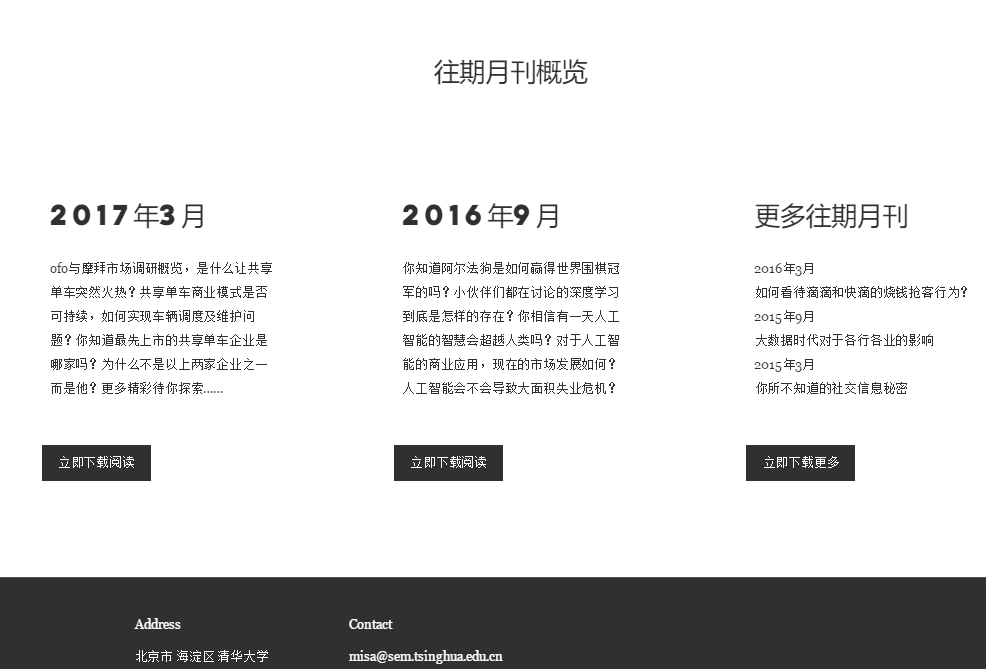 往期月刊概览
2017年3月
ofo与摩拜市场调研概览，是什么让共享
单车突然火热？共享单车商业模式是否
可持续，如何实现车辆调度及维护问
题？你知道最先上市的共享单车企业是
哪家吗？为什么不是以上两家企业之一
而是他？更多精彩待你探索......
立即下载阅读
2016年9月
你知道阿尔法狗是如何赢得世界围棋冠
军的吗？小伙伴们都在讨论的深度学习
到底是怎样的存在？你相信有一天人工
智能的智慧会超越人类吗？对于人工智
能的商业应用，现在的市场发展如何？
人工智能会不会导致大面积失业危机？
立即下载阅读
更多往期月刊
2016年3月
如何看待滴滴和快滴的烧钱抢客行为？
2015年9月
大数据时代对于各行各业的影响
2015年3月
你所不知道的社交信息秘密
立即下载更多
Address
北京市 海淀区 清华大学
Contact
misa@sem.tsinghua.edu.cn